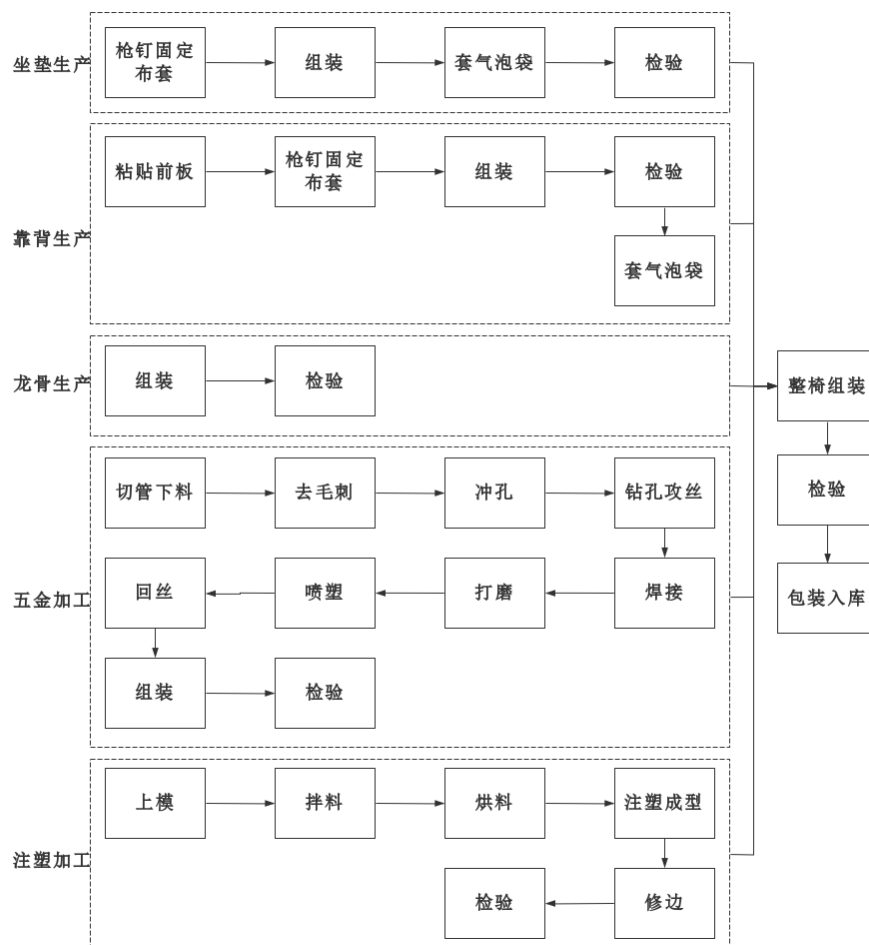 坐垫生产
枪钉固定
布套
组装
套气泡袋
检验
靠背生产
粘贴前板
枪钉固定
布套
组装
检验
套气泡袋
龙骨生产
组装
检验
五金加工
切管下料
去毛刺
冲孔
钻孔攻丝
回丝
喷塑
打磨
焊接
组装
检验
注塑加工
上模
拌料
烘料
注塑成型
检验
修边
整椅组装
检验
包装入库